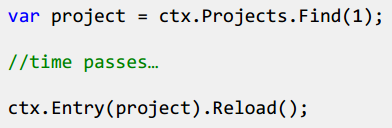 var project = ctx.Projects.Find(1);
//time passes…
ctx.Entry(project).Reload();